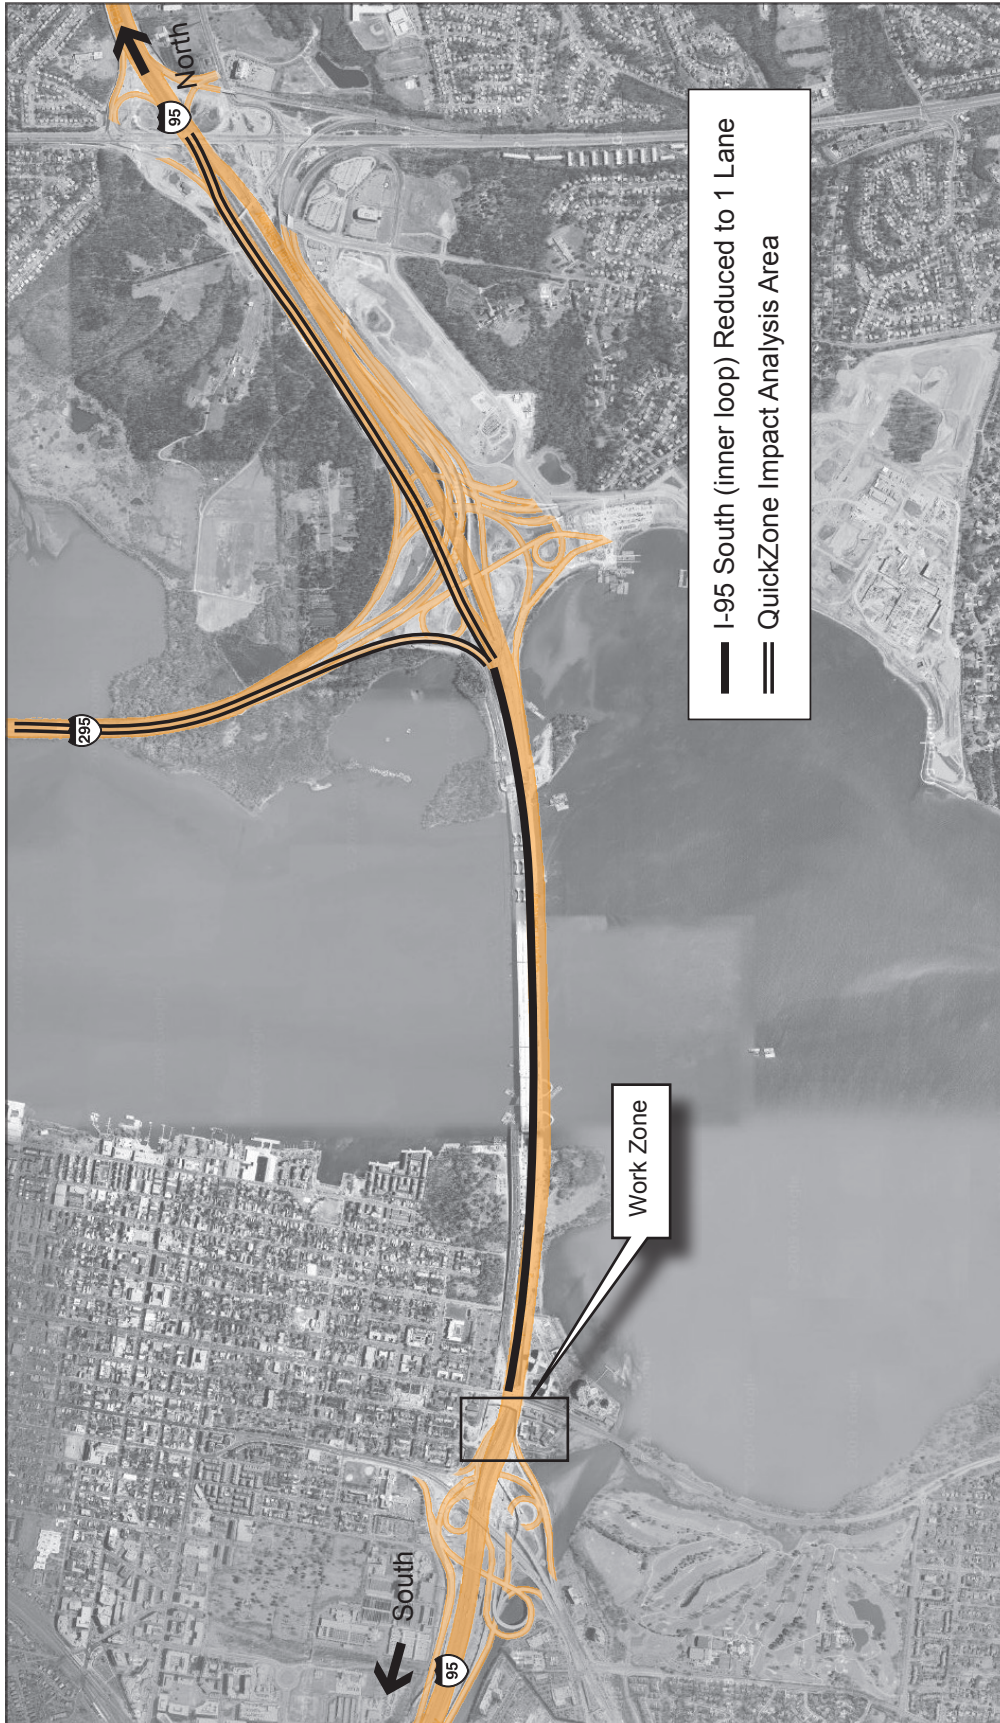 North
95
295
I-95 South (inner loop) Reduced to 1 Lane
QuickZone Impact Analysis Area
Work Zone
South
95